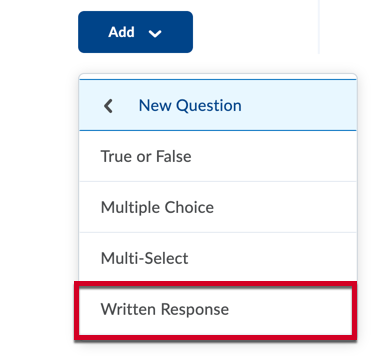 Add
New Question
True or False
Multiple Choice
Multi-Select
Written Response